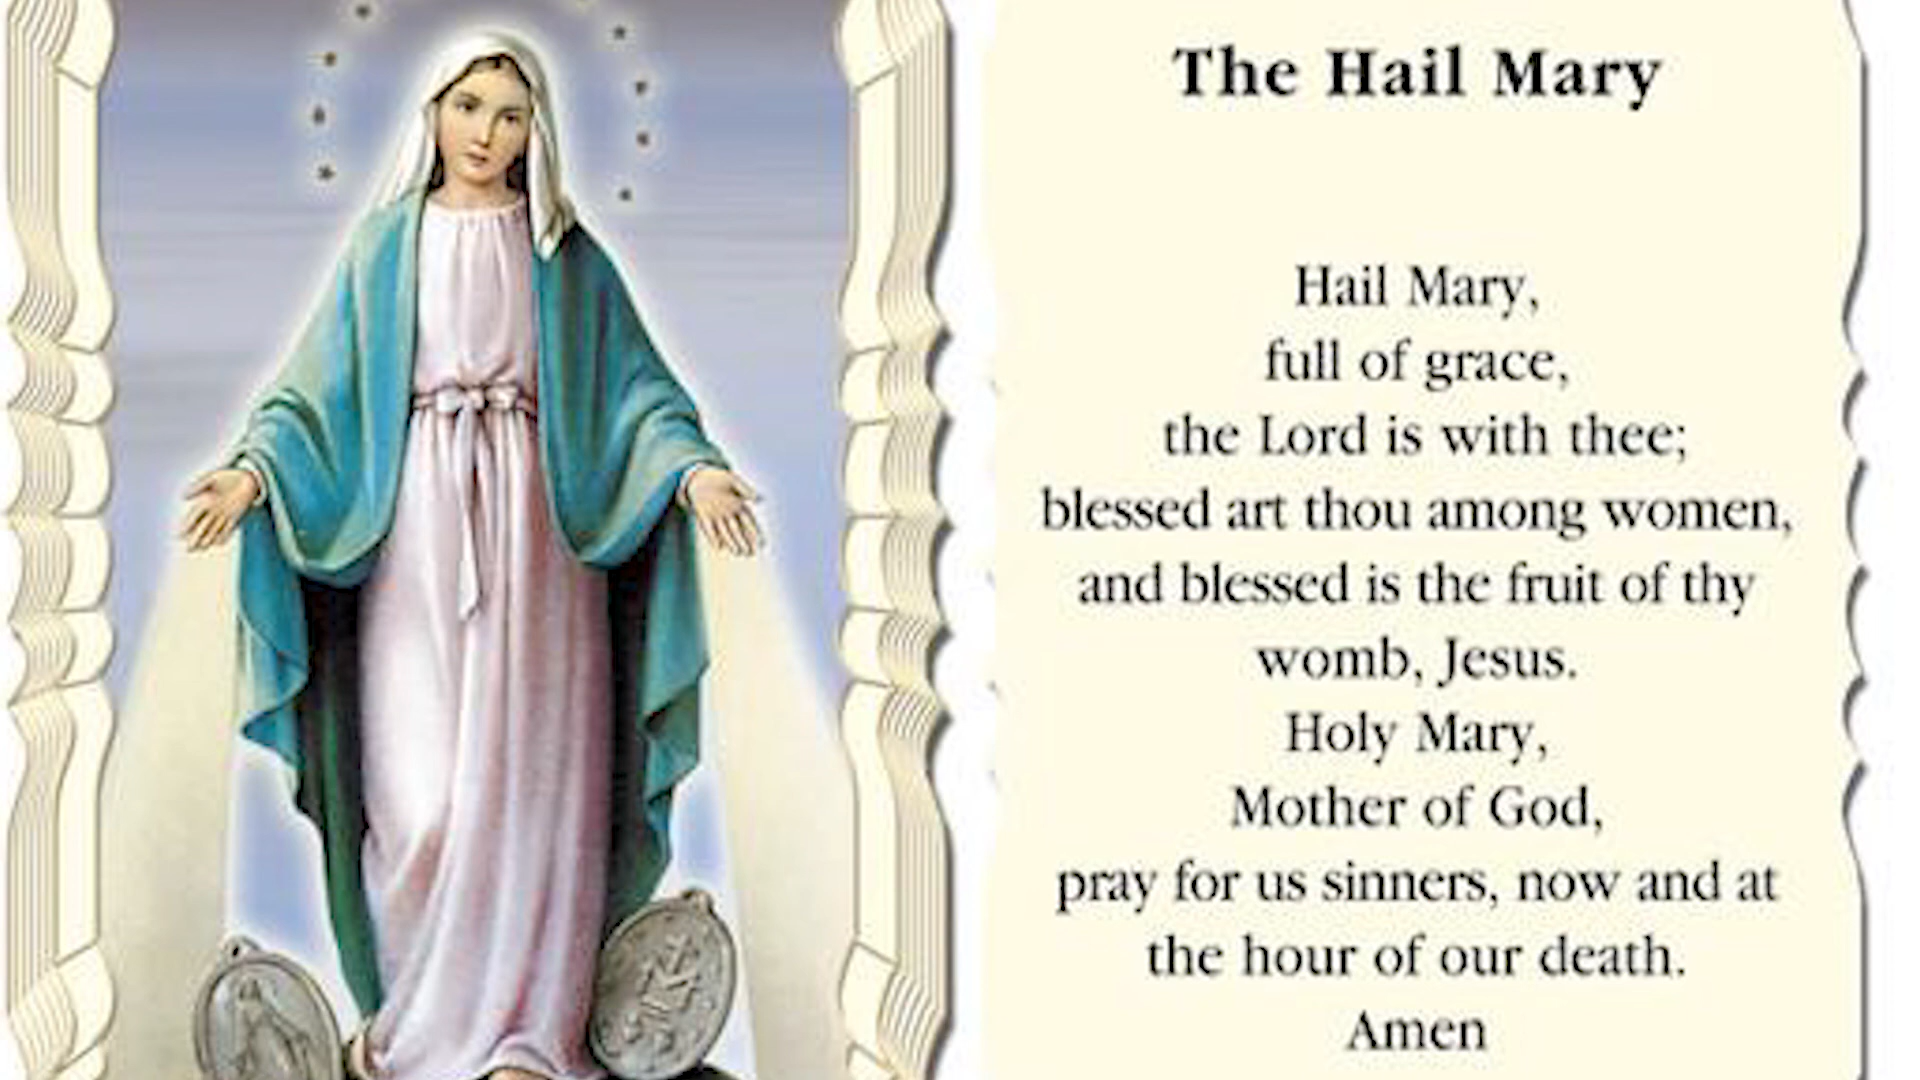 The Hail Mary
Hail Mary,
full of grace,
the Lord is with thee;
blessed art thou among women,
and blessed is the fruit of thy
womb, Jesus.
Holy Mary,
Mother of God,
pray for us sinners, now and at
the hour of our death.
Amen